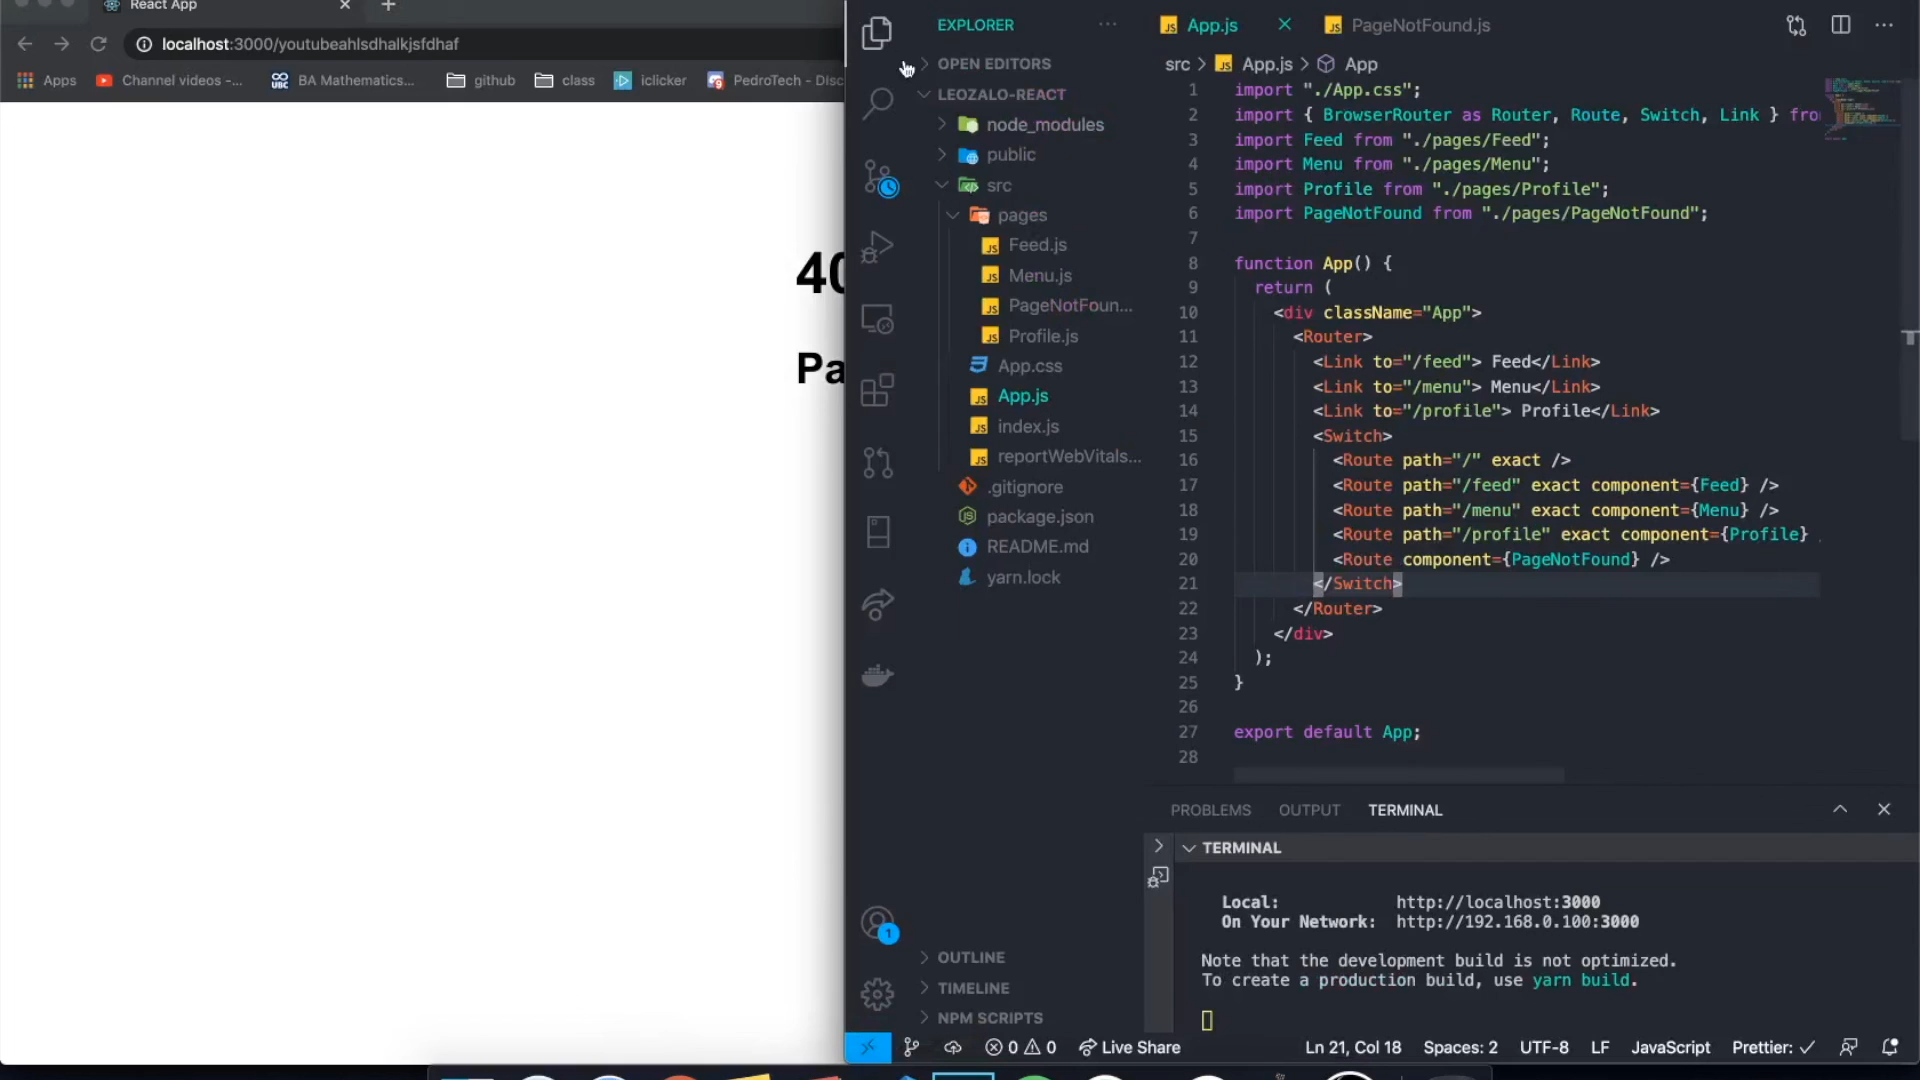 React App
localhost:3000/youtubeahlsdhalkjsfdhaf
Apps
Channel videos -...
UBC
BA Mathematics...
github
class
iclicker
9
PedroTech - Disc
40
Pa
EXPLORER
OPEN EDITORS
LEOZALO-REACT
node_modules
public
src
pages
Feed.js
Menu.js
PageNotFoun...
Profile.js
App.css
App.js
index.js
reportWebVitals...
.gitignore
package.json
README.md
yarn.lock
OUTLINE
TIMELINE
NPM SCRIPTS
1
App.js
PageNotFound.js
src > App.js > App
1 import "./App.css";
2 import { BrowserRouter as Router, Route, Switch, Link } fro
3 import Feed from "./pages/Feed";
4 import Menu from "./pages/Menu";
5 import Profile from "./pages/Profile";
6 import PageNotFound from "./pages/PageNotFound";
7
8 function App() {
9 return (
10 <div className="App">
11 <Router>
12 <Link to="/feed"> Feed</Link>
13 <Link to="/menu"> Menu</Link>
14 <Link to="/profile"> Profile</Link>
15 <Switch>
16 <Route path="/" exact />
17 <Route path="/feed" exact component={Feed} />
18 <Route path="/menu" exact component={Menu} />
19 <Route path="/profile" exact component={Profile}
20 <Route component={PageNotFound} />
21 </Switch>
22 </Router>
23 </div>
24 );
25 }
26
27 export default App;
28
PROBLEMS OUTPUT TERMINAL
TERMINAL
Local: http://localhost:3000
On Your Network: http://192.168.0.100:3000
Note that the development build is not optimized.
To create a production build, use yarn build.
0 0 Live Share Ln 21, Col 18 Spaces: 2 UTF-8 LF JavaScript Prettier: ✓